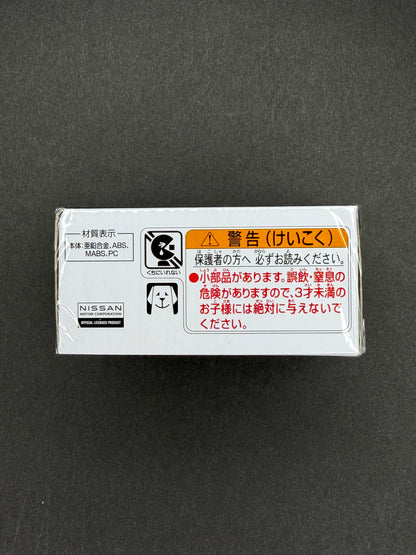 材質表示
本体:亜鉛合金、ABS、
MABS、PC
くちにいれない
NISSAN
MOTOR CORPORATION
OFFICIAL LICENSED PRODUCT
警告(けいこく)
保護者の方へ 必ずお読みください。
●小部品があります。誤飲・窒息の
危険がありますので、3才未満の
お子様には絶対に与えないで
ください。